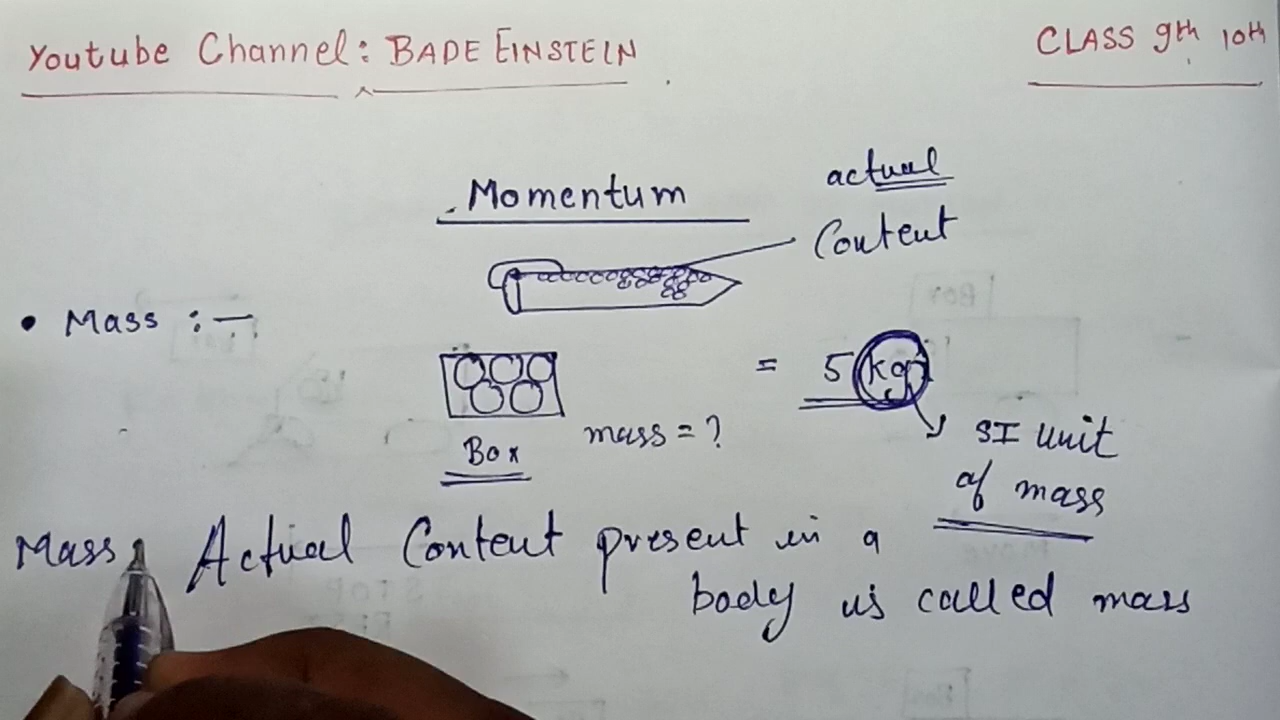 Youtube Channel: BADE EINSTEIN
CLASS 9th 10th
Momentum
actual
Content
• Mass :-
= 5 kg
Box
mass = ?
SI Unit
of mass
Mass: Actual Content present in a
body is called mass